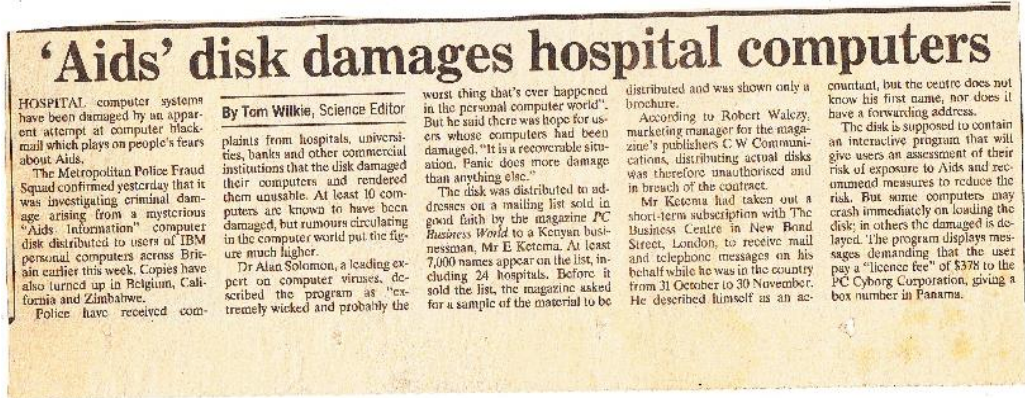 ‘Aids’ disk damages hospital computers
HOSPITAL computer systems
have been damaged by an appar-
ent attempt at computer black-
mail which plays on people's fears
about Aids.
The Metropolitan Police Fraud
Squad confirmed yesterday that it
was investigating criminal dam-
age arising from a mysterious
"Aids Information" computer
disk distributed to users of IBM
personal computers across Brit-
ain earlier this week. Copies have
also turned up in Belgium, Cali-
fornia and Zimbabwe.
Police have received com-
By Tom Wilkie, Science Editor
plaints from hospitals, universi-
ties, banks and other commercial
institutions that the disk damaged
their computers and rendered
them unusable. At least 10 com-
puters are known to have been
damaged, but rumours circulating
in the computer world put the fig-
ure much higher.
Dr Alan Solomon, a leading ex-
pert on computer viruses, de-
scribed the program as "ex-
tremely wicked and probably the
worst thing that's ever happened
in the personal computer world".
But he said there was hope for us-
ers whose computers had been
damaged. "It is a recoverable situ-
ation. Panic does more damage
than anything else."
The disk was distributed to ad-
dresses on a mailing list sold in
good faith by the magazine PC
Business World to a Kenyan busi-
nessman, Mr E Ketema. At least
7,000 names appear on the list, in-
cluding 24 hospitals. Before it
sold the list, the magazine asked
for a sample of the material to be
distributed and was shown only a
brochure.
According to Robert Walczy,
marketing manager for the maga-
zine's publishers C W Communi-
cations, distributing actual disks
was therefore unauthorised and
in breach of the contract.
Mr Ketema had taken out a
short-term subscription with The
Business Centre in New Bond
Street, London, to receive mail
and telephone messages on his
behalf while he was in the country
from 31 October to 30 November.
He described himself as an ac-
countant, but the centre does not
know his first name, nor does it
have a forwarding address.
The disk is supposed to contain
an interactive program that will
give users an assessment of their
risk of exposure to Aids and rec-
ommend measures to reduce the
risk. But some computers may
crash immediately on loading the
disk; in others the damaged is de-
layed. The program displays mes-
sages demanding that the user
pay a "licence fee" of $378 to the
PC Cyborg Corporation, giving a
box number in Panama.